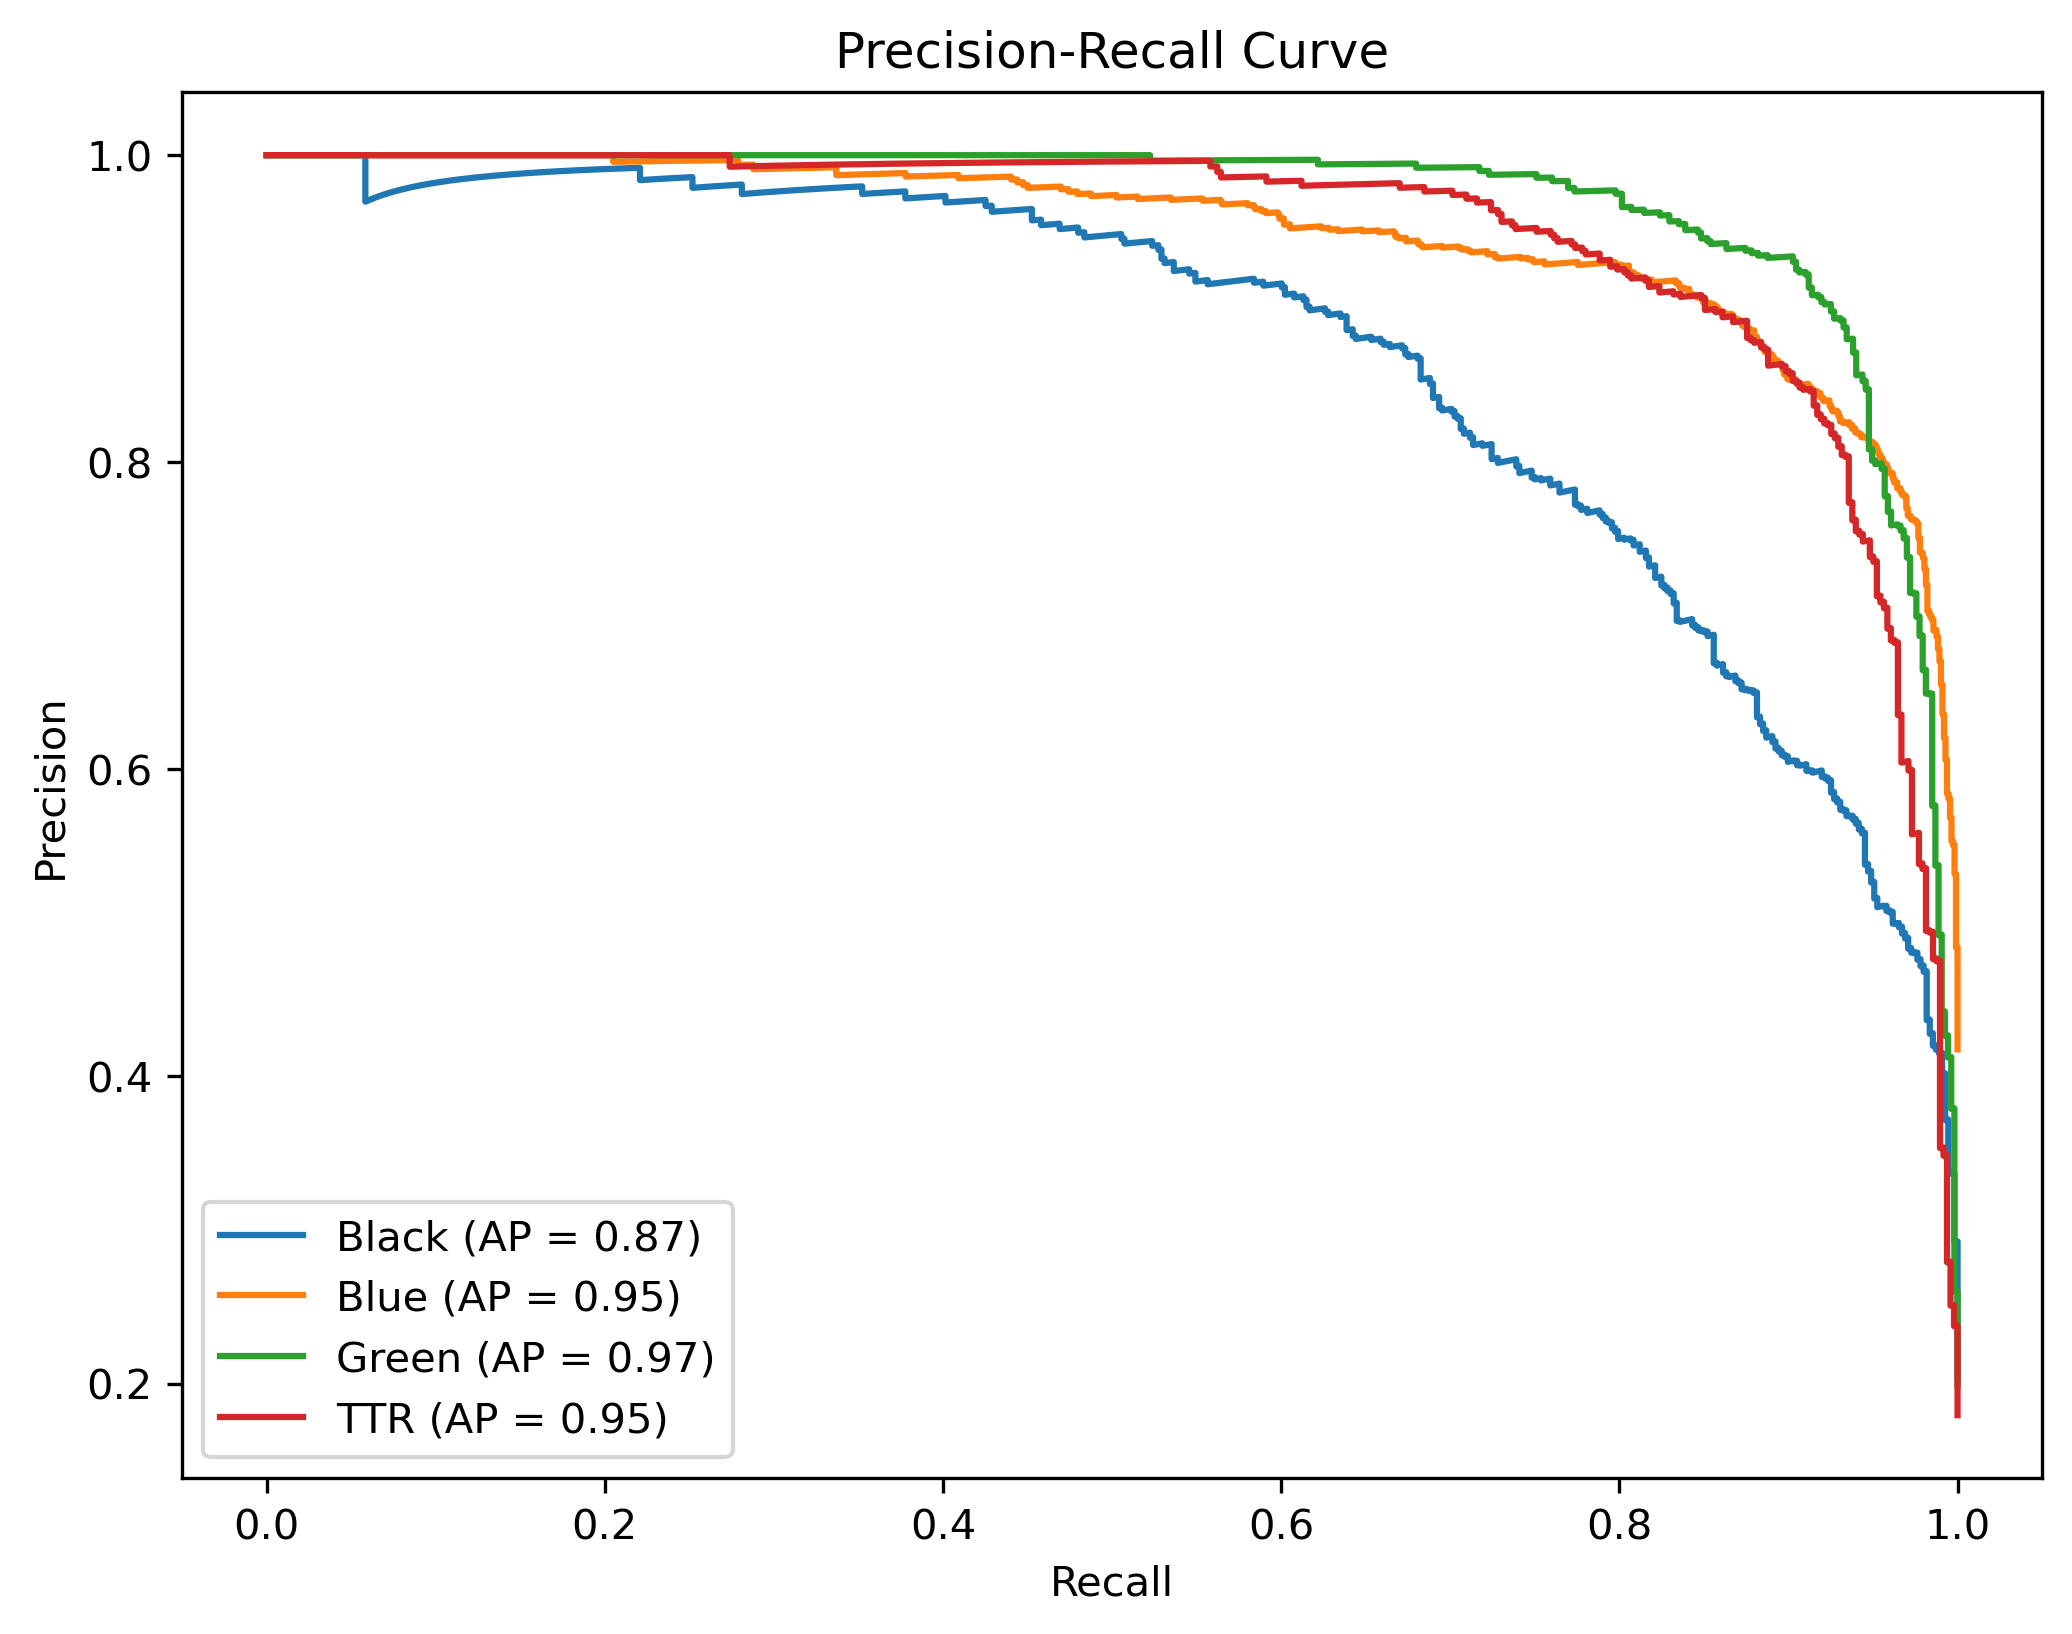 Precision-Recall Curve
1.0
0.8
0.6
0.4
0.2
Precision
Black (AP = 0.87)
Blue (AP = 0.95)
Green (AP = 0.97)
TTR (AP = 0.95)
0.0 0.2 0.4 0.6 0.8 1.0
Recall